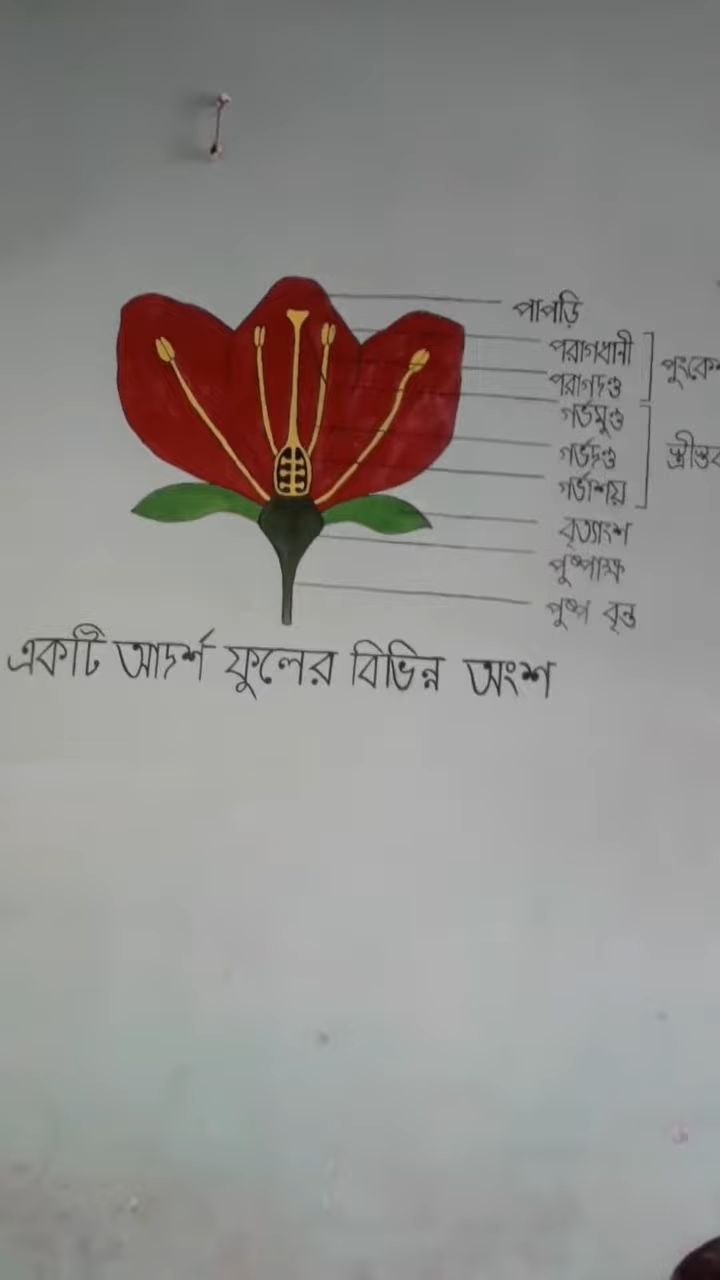 পাপড়ি
পরাগধানী
পরাগদণ্ড
গর্ভমুণ্ড
গর্ভদণ্ড
গর্ভাশয়
বৃত্যাংশ
পুষ্পাক্ষ
পুষ্প বৃন্ত
একটি আদর্শ ফুলের বিভিন্ন অংশ